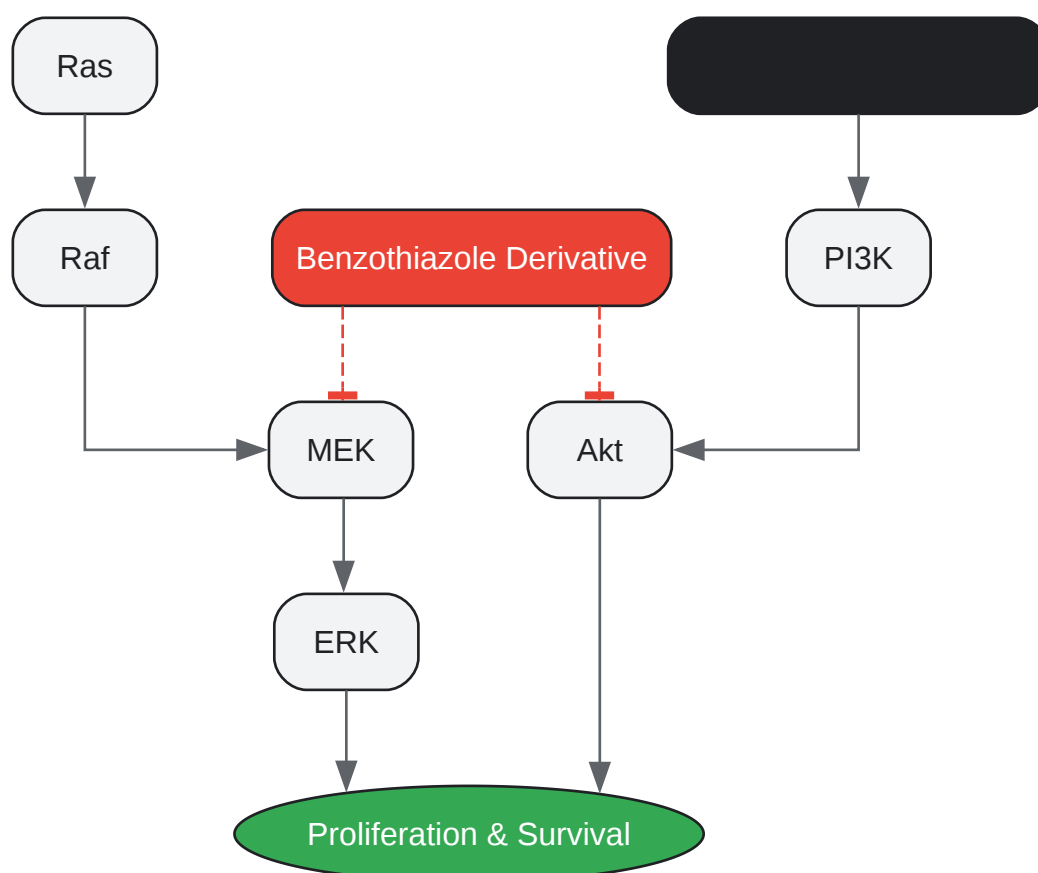 Ras
Raf
Benzothiazole Derivative
PI3K
MEK
Akt
ERK
Proliferation & Survival